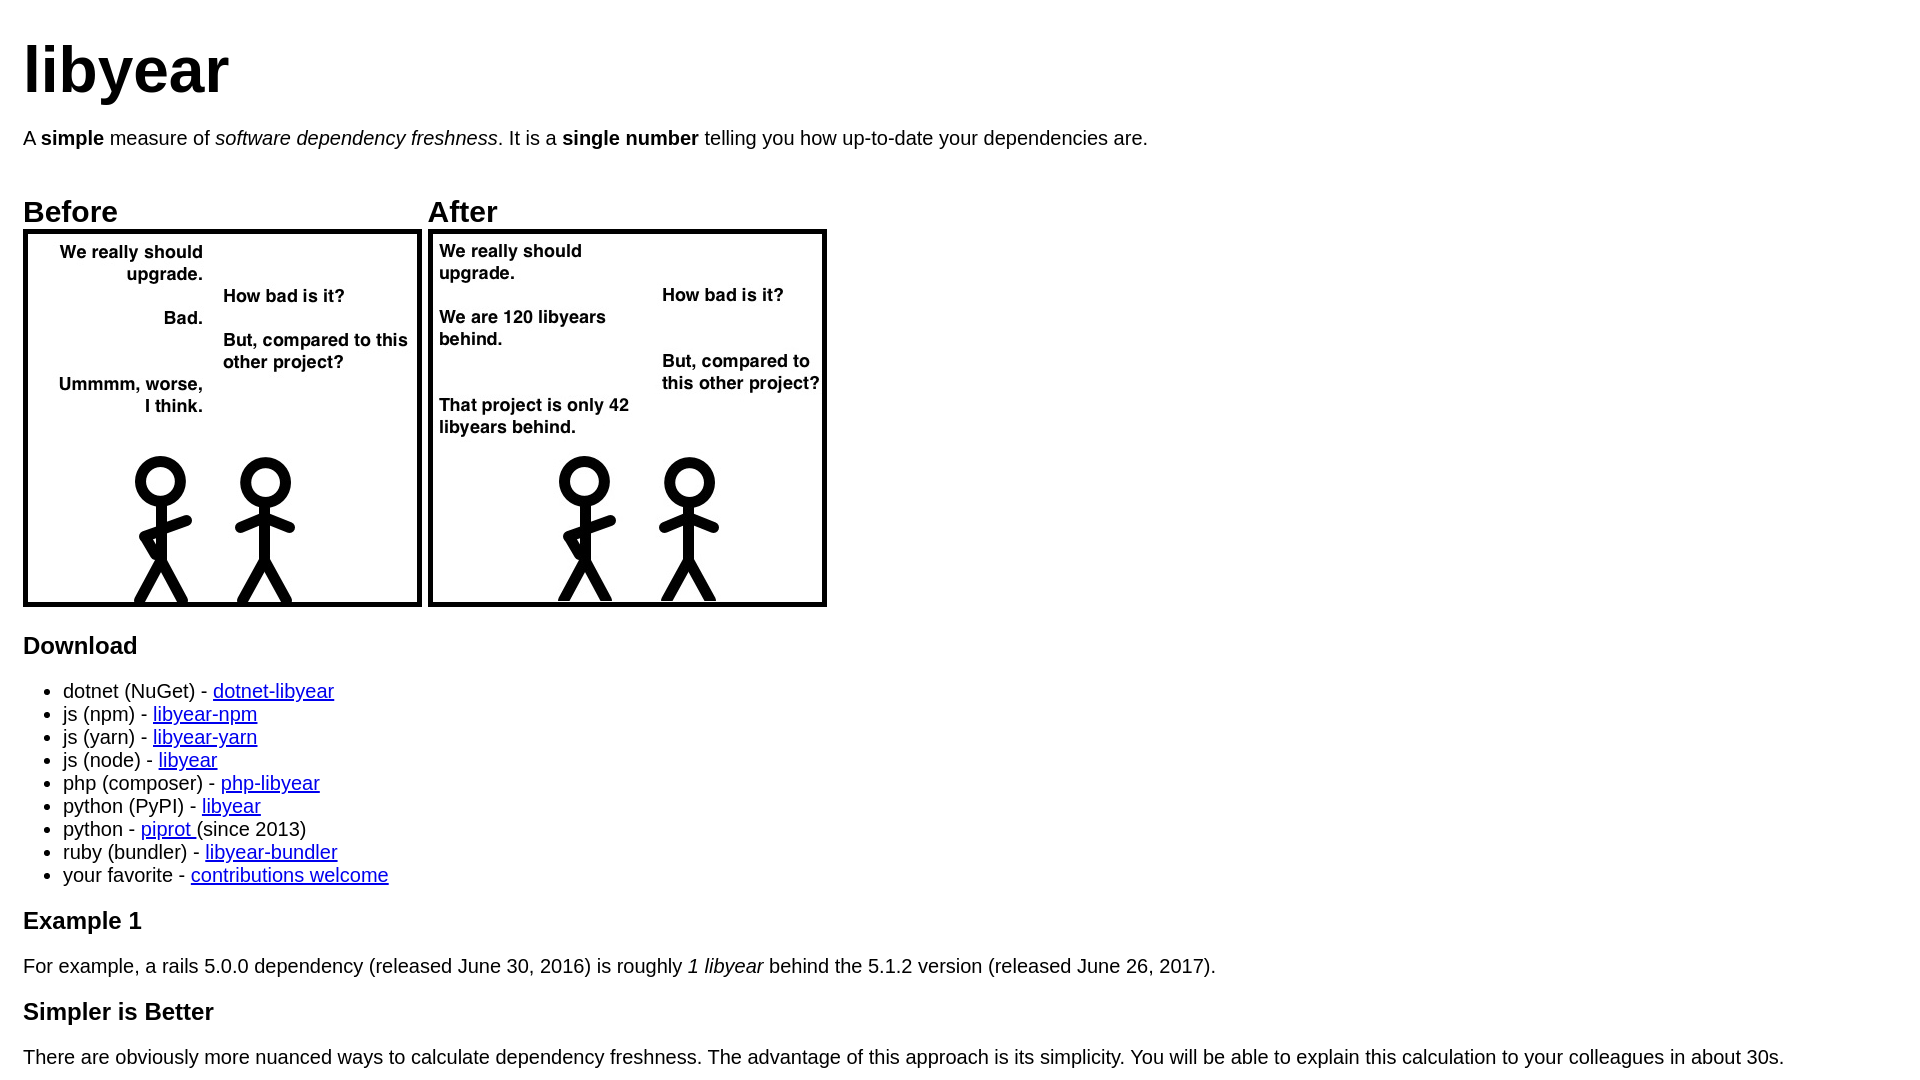 libyear
A simple measure of software dependency freshness. It is a single number telling you how up-to-date your dependencies are.
Before
We really should
upgrade.
How bad is it?
Bad.
But, compared to this
other project?
Ummmm, worse,
I think.
After
We really should
upgrade.
How bad is it?
We are 120 libyears
behind.
But, compared to
this other project?
That project is only 42
libyears behind.
Download
dotnet (NuGet) - dotnet-libyear
js (npm) - libyear-npm
js (yarn) - libyear-yarn
js (node) - libyear
php (composer) - php-libyear
python (PyPI) - libyear
python - piprot (since 2013)
ruby (bundler) - libyear-bundler
your favorite - contributions welcome
Example 1
For example, a rails 5.0.0 dependency (released June 30, 2016) is roughly 1 libyear behind the 5.1.2 version (released June 26, 2017).
Simpler is Better
There are obviously more nuanced ways to calculate dependency freshness. The advantage of this approach is its simplicity. You will be able to explain this calculation to your colleagues in about 30s.